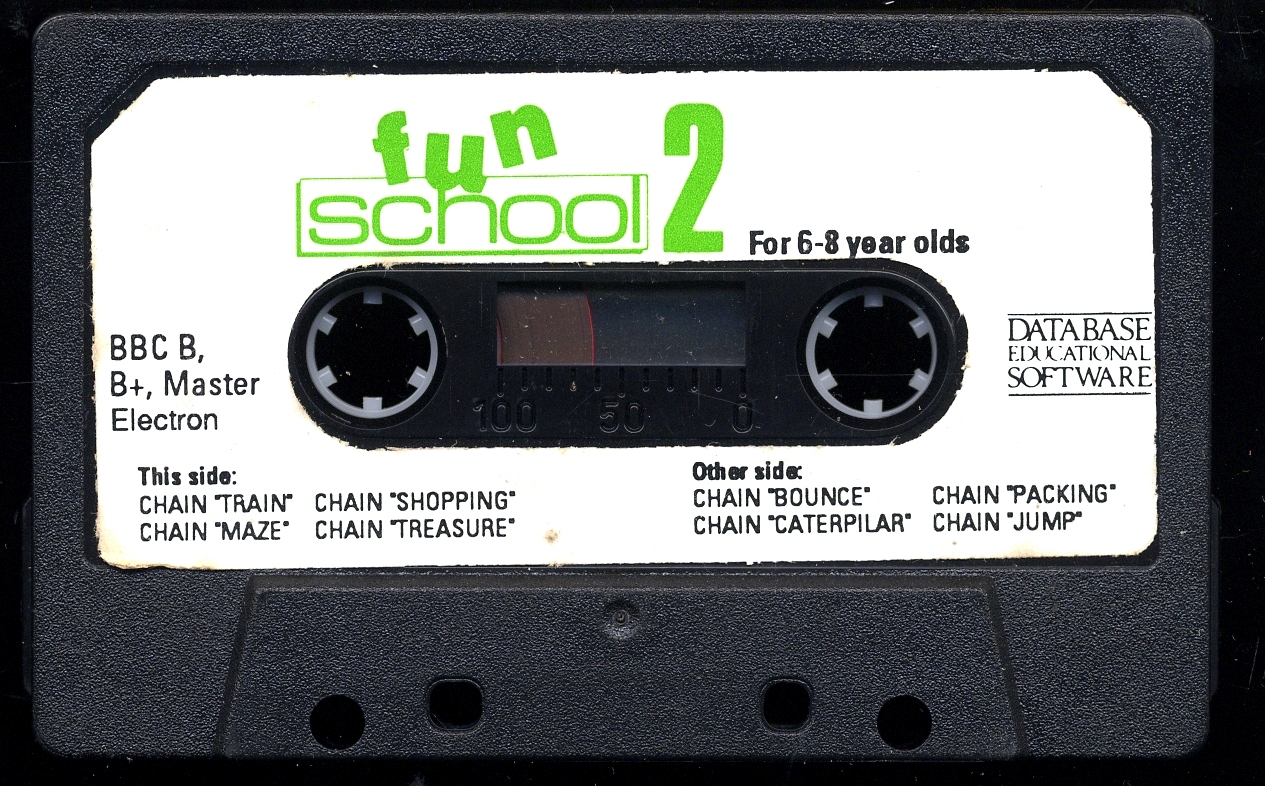 fun
school 2
For 6-8 year olds
BBC B,
B+, Master
Electron
DATABASE
EDUCATIONAL
SOFTWARE
100 50 0
This side:
CHAIN "TRAIN" CHAIN "SHOPPING"
CHAIN "MAZE" CHAIN "TREASURE"
Other side:
CHAIN "BOUNCE" CHAIN "PACKING"
CHAIN "CATERPILAR" CHAIN "JUMP"